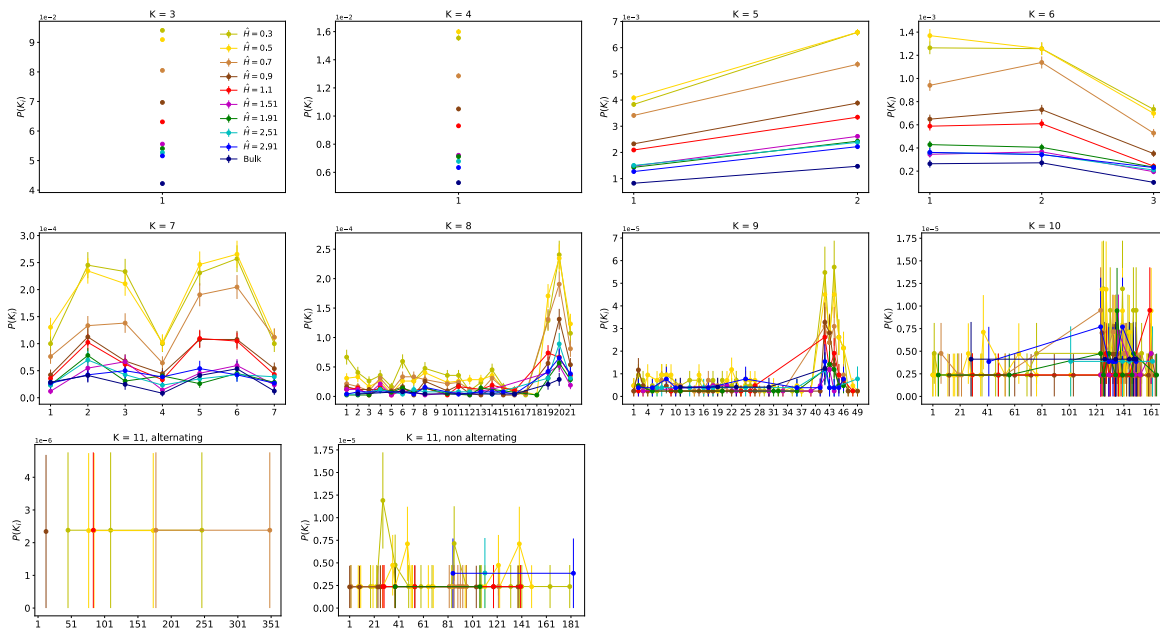 K = 3
1e−2
9
8
7
6
5
4
P(Kᵢ)
1
Ĥ = 0.3
Ĥ = 0.5
Ĥ = 0.7
Ĥ = 0.9
Ĥ = 1.1
Ĥ = 1.51
Ĥ = 1.91
Ĥ = 2,51
Ĥ = 2.91
Bulk
K = 4
1e−2
1.6
1.4
1.2
1.0
0.8
0.6
P(Kᵢ)
1
K = 5
1e−3
7
6
5
4
3
2
1
P(Kᵢ)
1 2
K = 6
1e−3
1.4
1.2
1.0
0.8
0.6
0.4
0.2
P(Kᵢ)
1 2 3
K = 7
1e−4
3,0
2,5
2.0
1.5
1.0
0.5
0.0
P(Kᵢ)
1 2 3 4 5 6 7
K = 8
1e−4
2.5
2.0
1.5
1.0
0.5
0.0
P(Kᵢ)
1 2 3 4 5 6 7 8 9 10 11 12 13 14 15 16 17 18 19 20 21
K = 9
1e−5
7
6
5
4
3
2
1
0
P(Kᵢ)
1 4 7 10 13 16 19 22 25 28 31 34 37 40 43 46 49
K = 10
1e−5
1.75
1.50
1.25
1.00
0.75
0.50
0.25
0.00
P(Kᵢ)
1 21 41 61 81 101 121 141 161
K = 11, alternating
1e−6
4
3
2
1
0
P(Kᵢ)
1 51 101 151 201 251 301 351
K = 11, non alternating
1e−5
1.75
1.50
1.25
1.00
0.75
0.50
0.25
0.00
P(Kᵢ)
1 21 41 61 81 101 121 141 161 181